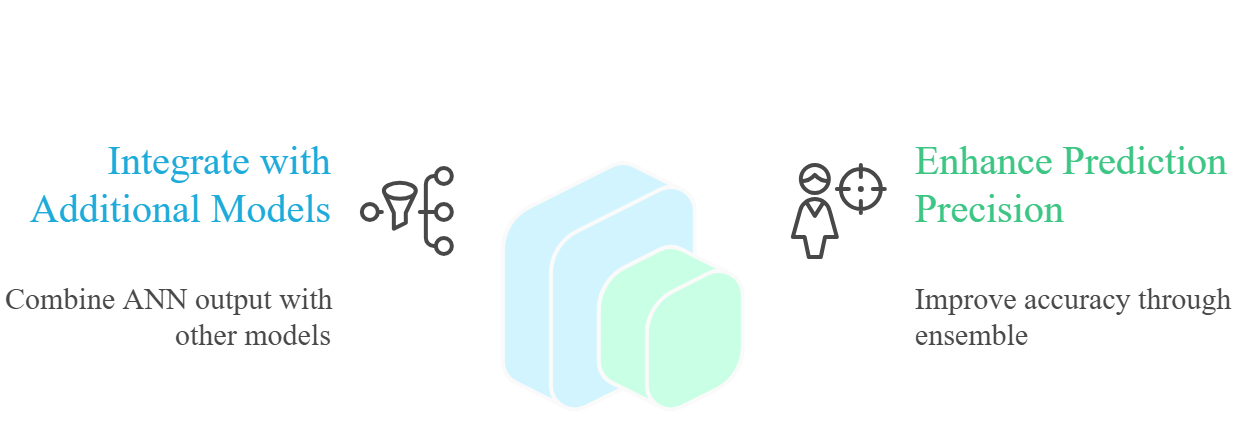 Integrate with
Additional Models
Combine ANN output with
other models
Enhance Prediction
Precision
Improve accuracy through
ensemble